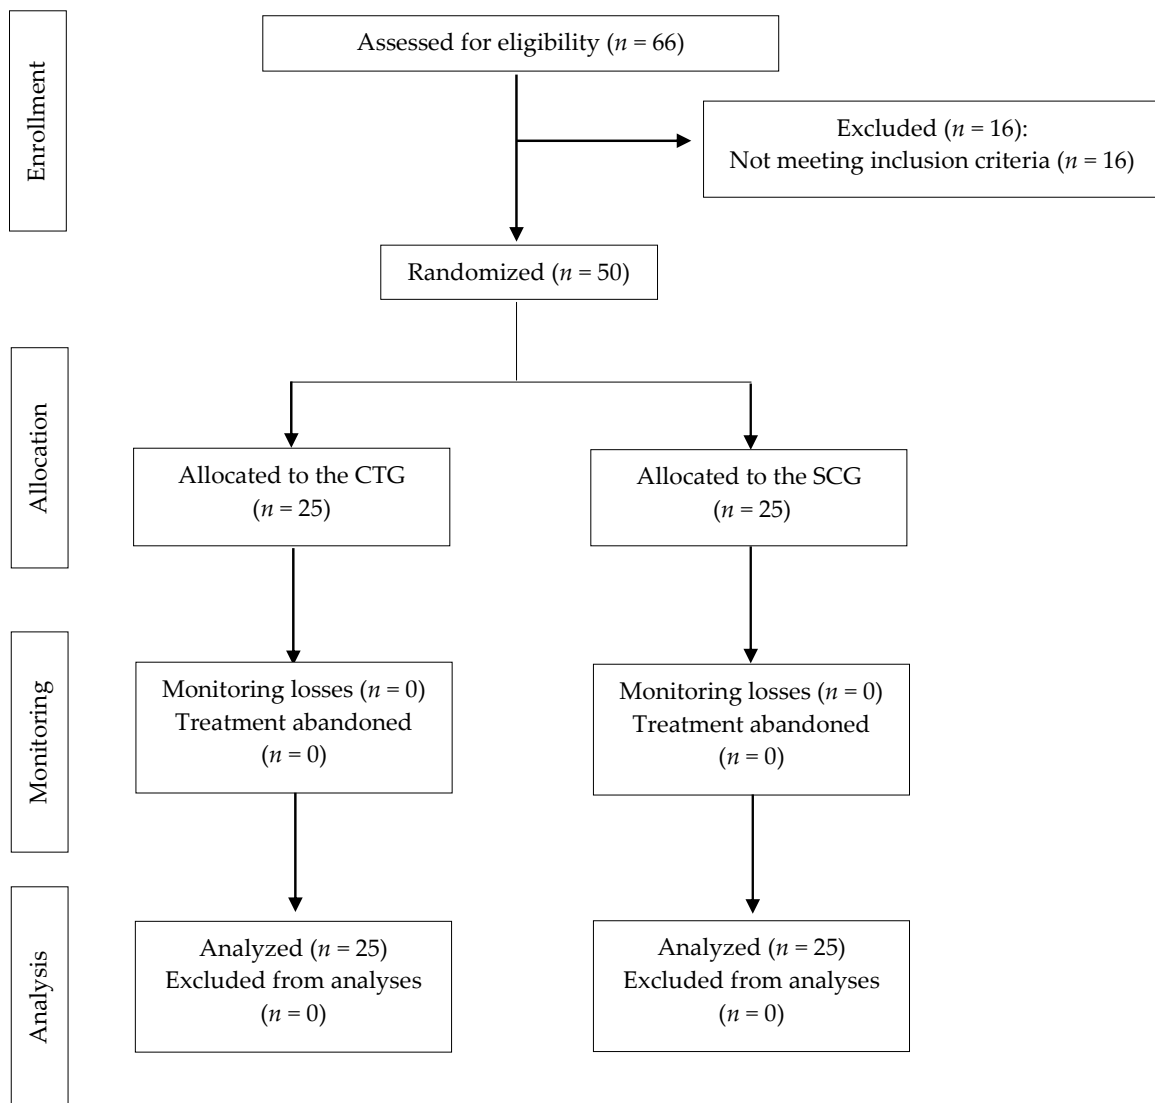 Enrollment
Assessed for eligibility (n = 66)
Excluded (n = 16):
Not meeting inclusion criteria (n = 16)
Randomized (n = 50)
Allocation
Allocated to the CTG
(n = 25)
Allocated to the SCG
(n = 25)
Monitoring
Monitoring losses (n = 0)
Treatment abandoned
(n = 0)
Monitoring losses (n = 0)
Treatment abandoned
(n = 0)
Analysis
Analyzed (n = 25)
Excluded from analyses
(n = 0)
Analyzed (n = 25)
Excluded from analyses
(n = 0)